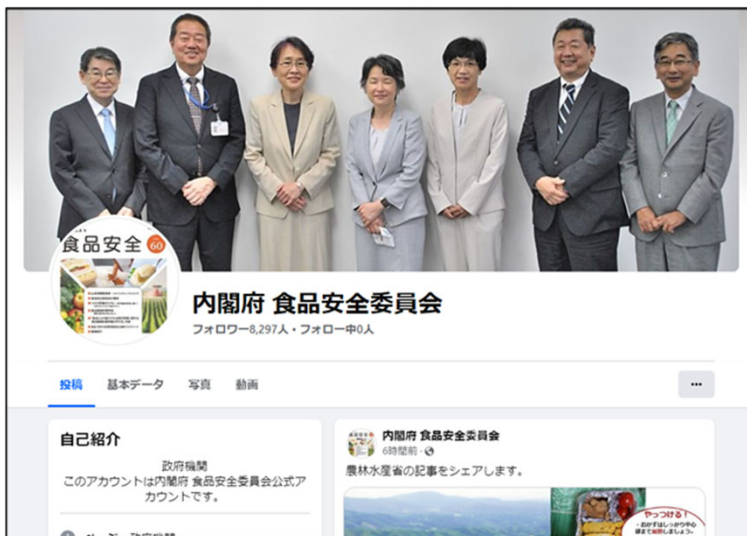 食品安全 60
内閣府 食品安全委員会
フォロワー8,297人・フォロー中0人
投稿 基本データ 写真 動画
自己紹介
政府機関
このアカウントは内閣府 食品安全委員会公式ア
カウントです。
内閣府 食品安全委員会
6時間前
農林水産省の記事をシェアします。
やっつける!